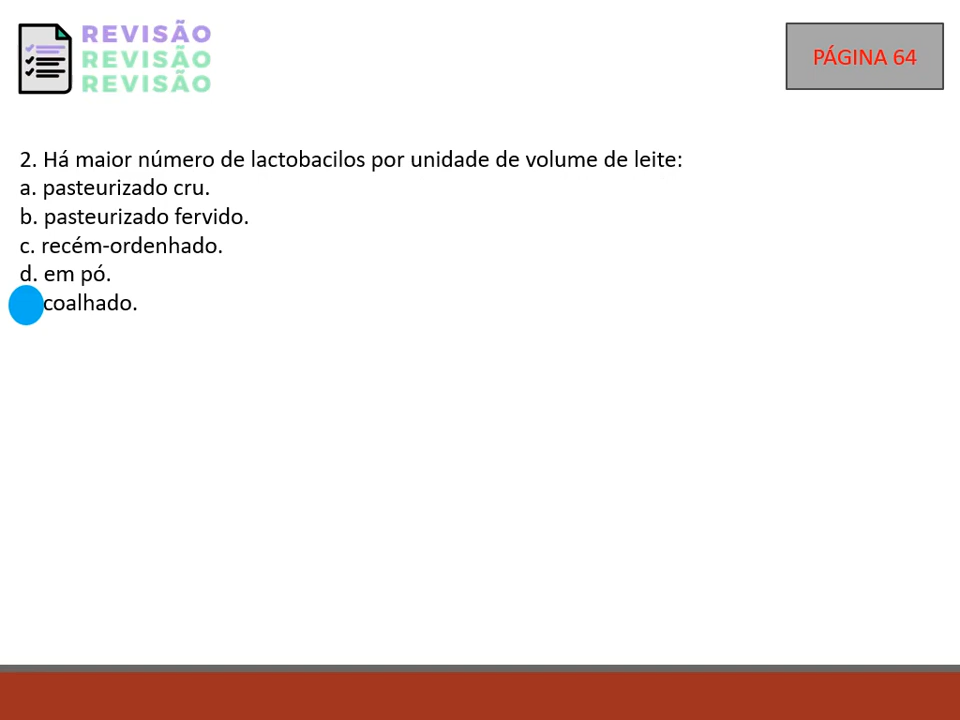 REVISÃO
REVISÃO
REVISÃO
PÁGINA 64
2. Há maior número de lactobacilos por unidade de volume de leite:
a. pasteurizado cru.
b. pasteurizado fervido.
c. recém-ordenhado.
d. em pó.
coalhado.